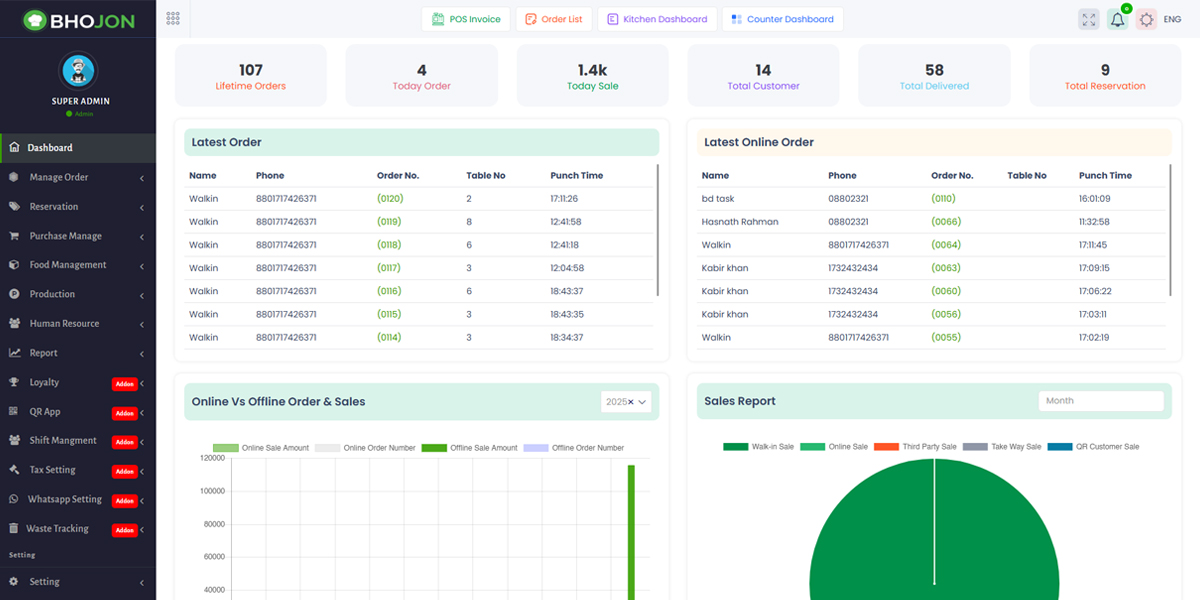 BHOJON
POS Invoice
Order List
Kitchen Dashboard
Counter Dashboard
ENG
SUPER ADMIN
Admin
Dashboard
Manage Order
Reservation
Purchase Manage
Food Management
Production
Human Resource
Report
Loyalty Addon
QR App Addon
Shift Mangment Addon
Tax Setting Addon
Whatsapp Setting Addon
Waste Tracking Addon
Setting
Setting
107
Lifetime Orders
4
Today Order
1.4k
Today Sale
14
Total Customer
58
Total Delivered
9
Total Reservation
Latest Order
Name Phone Order No. Table No Punch Time
Walkin 8801717426371 (0120) 2 17:11:26
Walkin 8801717426371 (0119) 8 12:41:58
Walkin 8801717426371 (0118) 6 12:41:18
Walkin 8801717426371 (0117) 3 12:04:58
Walkin 8801717426371 (0116) 6 18:43:37
Walkin 8801717426371 (0115) 3 18:43:35
Walkin 8801717426371 (0114) 3 18:34:37
Latest Online Order
Name Phone Order No. Table No Punch Time
bd task 08802321 (0110) 16:01:09
Hasnath Rahman 08802321 (0066) 11:32:58
Walkin 8801717426371 (0064) 17:11:45
Kabir khan 1732432434 (0063) 17:09:15
Kabir khan 1732432434 (0060) 17:06:22
Kabir khan 1732432434 (0056) 17:03:11
Walkin 8801717426371 (0055) 17:02:19
Online Vs Offline Order & Sales
2025×
Online Sale Amount Online Order Number Offline Sale Amount Offline Order Number
120000
100000
80000
60000
40000
Sales Report
Month
Walk-in Sale Online Sale Third Party Sale Take Way Sale QR Customer Sale